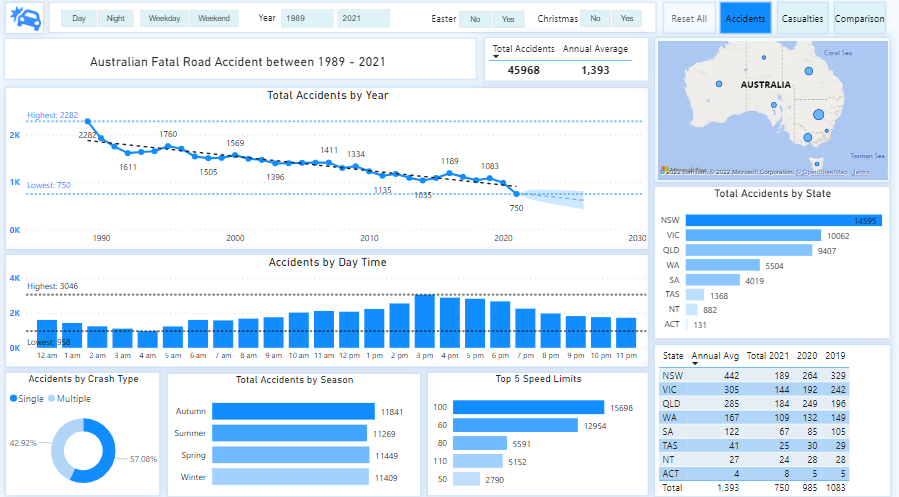 Day Night Weekday Weekend Year 1989 2021 Easter No Yes Christmas No Yes Reset All Accidents Casualties Comparison
Australian Fatal Road Accident between 1989 - 2021
Total Accidents Annual Average
45968 1,393
Total Accidents by Year
Highest: 2282
2282
1760
1611
1505
1569
1396
1411
1334
1135
1035
1189
1083
750
Lowest: 750
2K
1K
0K
1990 2000 2010 2020 2030
Coral Sea
AUSTRALIA
Tasman Sea
© 2022 TomTom, © 2022 Microsoft Corporation, © OpenStreetMap Terms
Total Accidents by State
NSW 14595
VIC 10062
QLD 9407
WA 5504
SA 4019
TAS 1368
NT 882
ACT 131
Accidents by Day Time
4K
Highest: 3046
2K
Lowest: 958
0K
12 am 1 am 2 am 3 am 4 am 5 am 6 am 7 am 8 am 9 am 10 am 11 am 12 pm 1 pm 2 pm 3 pm 4 pm 5 pm 6 pm 7 pm 8 pm 9 pm 10 pm 11 pm
Accidents by Crash Type
Single Multiple
42.92%
57.08%
Total Accidents by Season
Autumn 11841
Summer 11269
Spring 11449
Winter 11409
Top 5 Speed Limits
100 15698
60 12954
80 5591
110 5152
50 2790
State Annual Avg Total 2021 2020 2019
NSW 442 189 264 329
VIC 305 144 192 242
QLD 285 184 249 196
WA 167 109 132 149
SA 122 67 85 105
TAS 41 25 30 29
NT 27 24 28 28
ACT 4 8 5 5
Total 1,393 750 985 1083